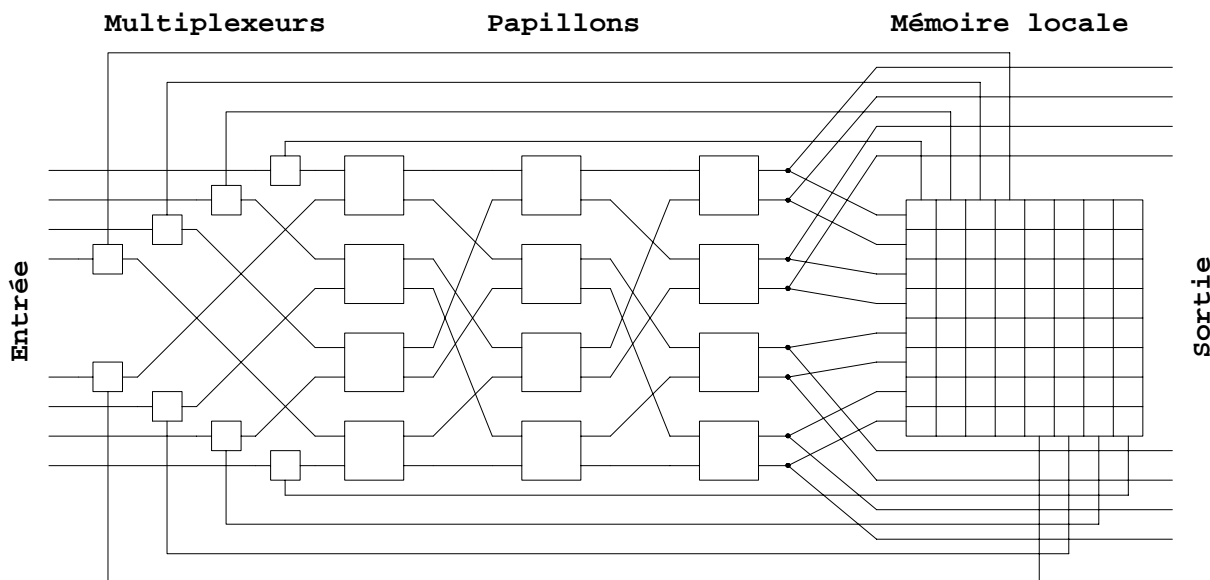 Multiplexeurs
Papillons
Mémoire locale
Entrée
Sortie